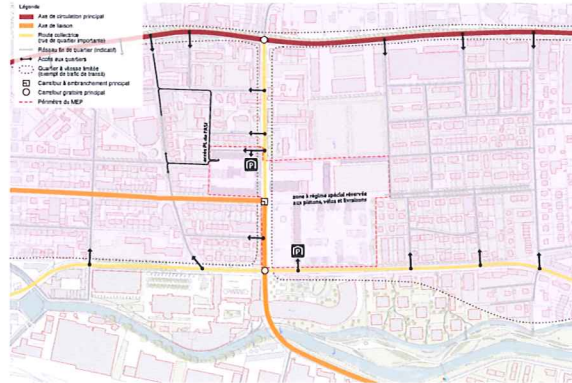 Légende
Axe de circulation principal
Axe de liaison
Route collectrice
(rue de quartier importante)
Réseau fin de quartier (indicatif)
Accès aux quartiers
Quartier à vitesse limitée
(exempt de trafic de transit)
Carrefour à embranchement principal
Carrefour giratoire principal
Périmètre du MEP
P
zone à régime spécial réservée
aux piétons, vélos et livraisons
P